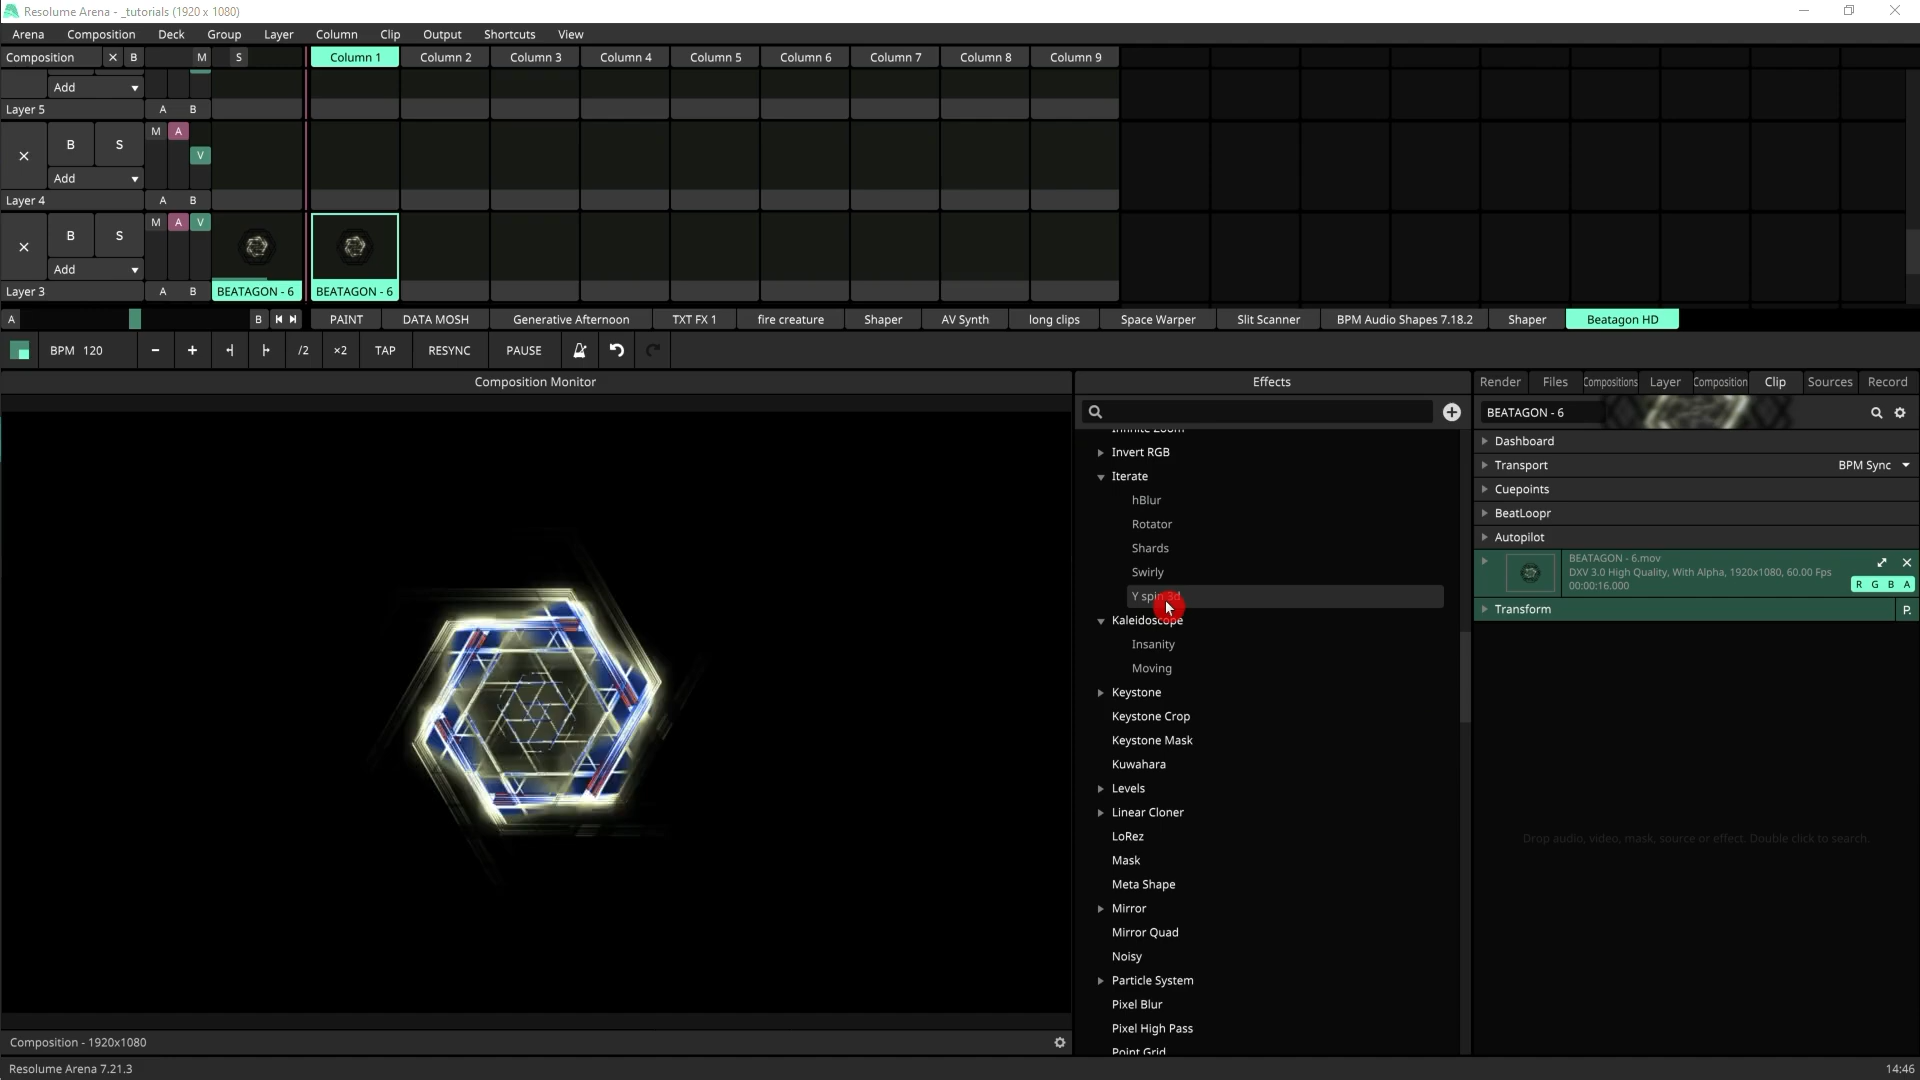 Resolume Arena - _tutorials (1920 x 1080)
Arena Composition Deck Group Layer Column Clip Output Shortcuts View
Composition X B M S Column 1 Column 2 Column 3 Column 4 Column 5 Column 6 Column 7 Column 8 Column 9
Add
Layer 5 A B
M A
B S
V
Add
Layer 4 A B
M A V
B S
Add
Layer 3 A B BEATAGON - 6 BEATAGON - 6
A B PAINT DATA MOSH Generative Afternoon TXT FX 1 fire creature Shaper AV Synth long clips Space Warper Slit Scanner BPM Audio Shapes 7.18.2 Shaper Beatagon HD
BPM 120 - + /2 ×2 TAP RESYNC PAUSE
Composition Monitor
Effects
Infinite Zoom
Invert RGB
Iterate
hBlur
Rotator
Shards
Swirly
Y spin 3d
Kaleidoscope
Insanity
Moving
Keystone
Keystone Crop
Keystone Mask
Kuwahara
Levels
Linear Cloner
LoRez
Mask
Meta Shape
Mirror
Mirror Quad
Noisy
Particle System
Pixel Blur
Pixel High Pass
Point Grid
Render Files Compositions Layer Composition Clip Sources Record
BEATAGON - 6
Dashboard
Transport BPM Sync
Cuepoints
BeatLoopr
Autopilot
BEATAGON - 6.mov
DXV 3.0 High Quality, With Alpha, 1920x1080, 60.00 Fps
00:00:16.000 R G B A
Transform P.
Drop audio, video, mask, source or effect. Double click to search.
Composition - 1920x1080
Resolume Arena 7.21.3 14:46